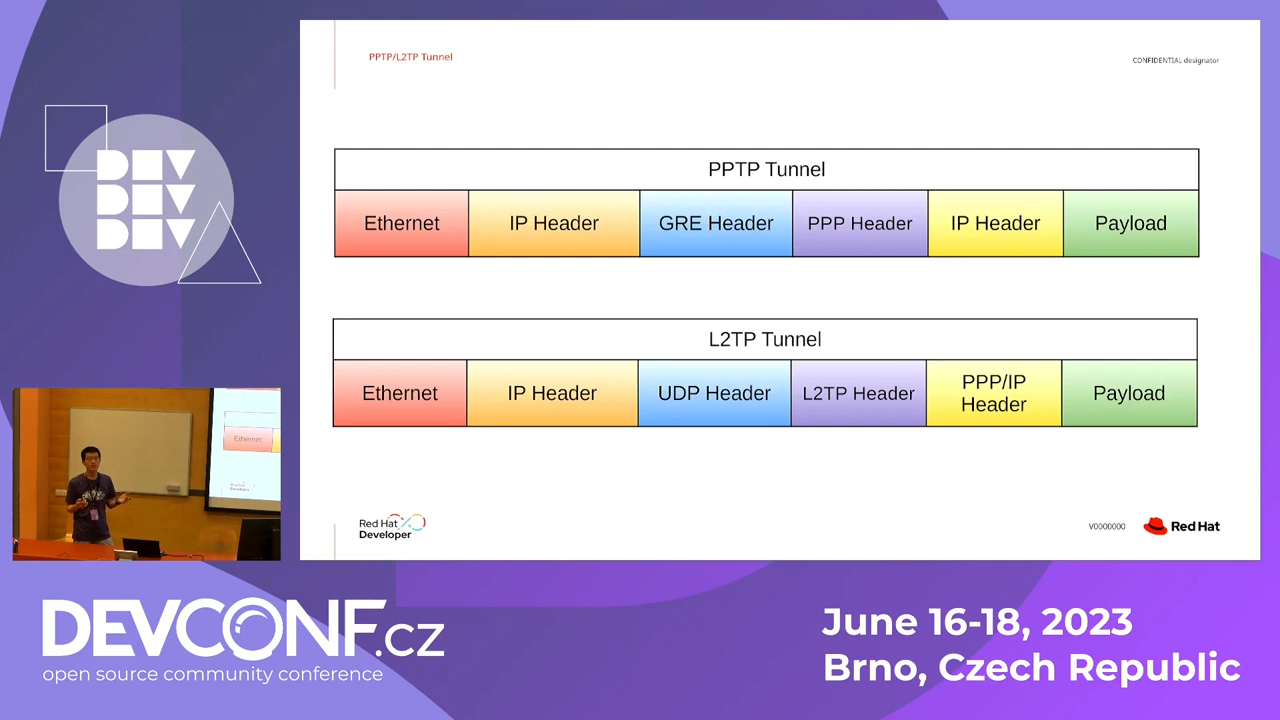 PPTP/L2TP Tunnel
CONFIDENTIAL designator
PPTP Tunnel
Ethernet
IP Header
GRE Header
PPP Header
IP Header
Payload
L2TP Tunnel
Ethernet
IP Header
UDP Header
L2TP Header
PPP/IP
Header
Payload
Red Hat
Developer
V0000000
Red Hat
DEV
DEV
DEV
Ethernet
DEVCONF.CZ
open source community conference
June 16-18, 2023
Brno, Czech Republic